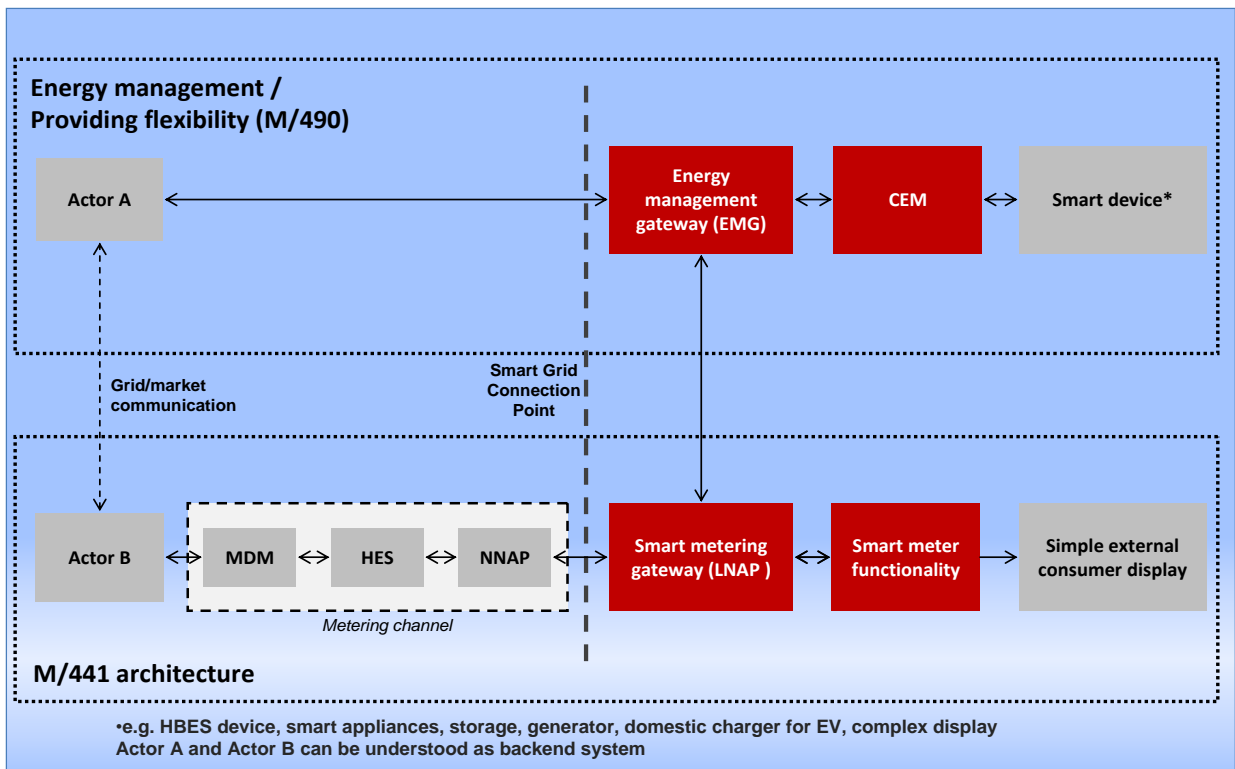 Energy management /
Providing flexibility (M/490)
Actor A
Energy
management
gateway (EMG)
CEM
Smart device*
Grid/market
communication
Smart Grid
Connection
Point
Actor B
MDM
HES
NNAP
Smart metering
gateway (LNAP )
Smart meter
functionality
Simple external
consumer display
Metering channel
M/441 architecture
•e.g. HBES device, smart appliances, storage, generator, domestic charger for EV, complex display
Actor A and Actor B can be understood as backend system